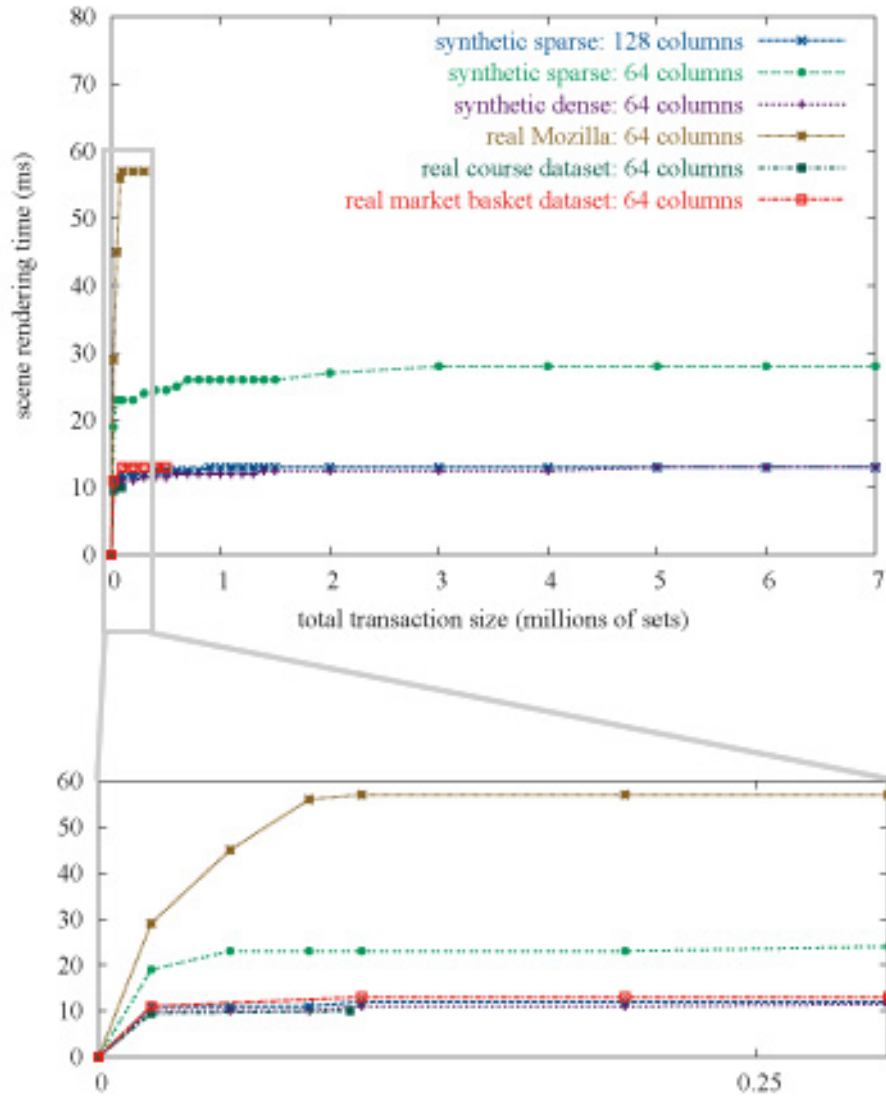 80
70
60
50
40
30
20
10
0
scene rendering time (ms)
synthetic sparse: 128 columns
synthetic sparse: 64 columns
synthetic dense: 64 columns
real Mozilla: 64 columns
real course dataset: 64 columns
real market basket dataset: 64 columns
0 1 2 3 4 5 6 7
total transaction size (millions of sets)
60
50
40
30
20
10
0
0 0.25